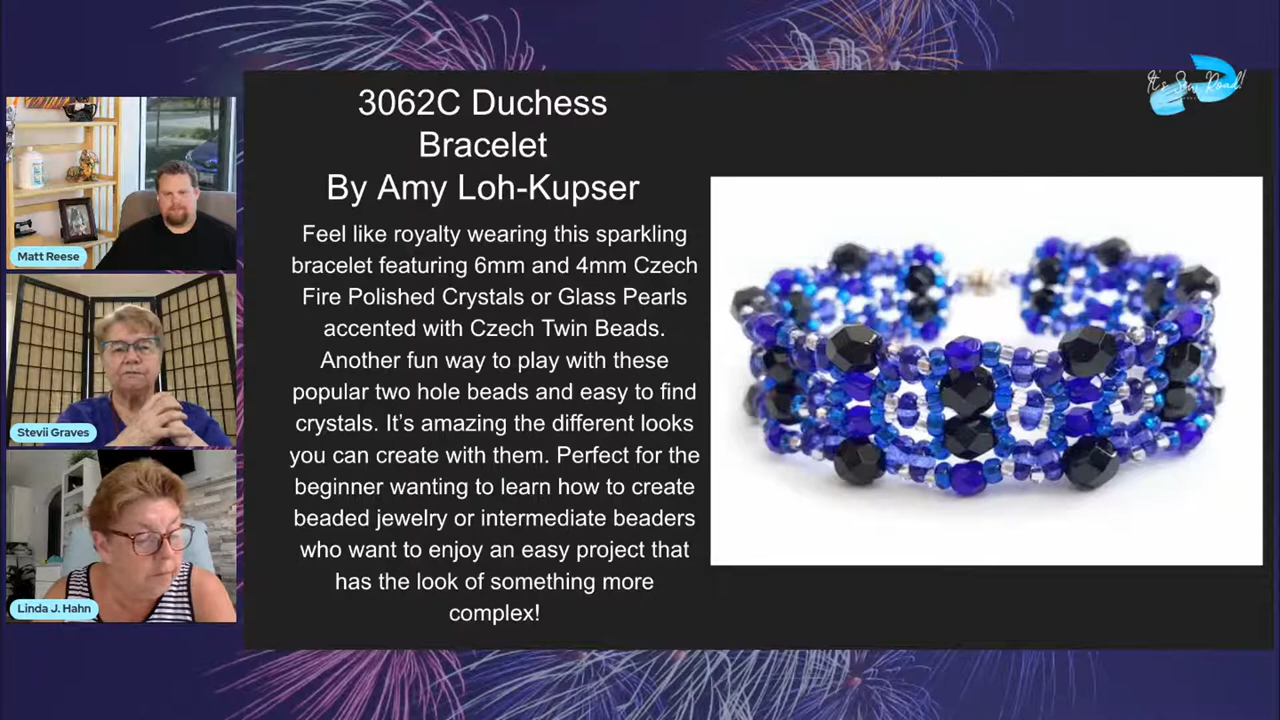 3062C Duchess
Bracelet
By Amy Loh-Kupser
Feel like royalty wearing this sparkling
bracelet featuring 6mm and 4mm Czech
Fire Polished Crystals or Glass Pearls
accented with Czech Twin Beads.
Another fun way to play with these
popular two hole beads and easy to find
crystals. It’s amazing the different looks
you can create with them. Perfect for the
beginner wanting to learn how to create
beaded jewelry or intermediate beaders
who want to enjoy an easy project that
has the look of something more
complex!
It's Sew Road!
Matt Reese
Stevii Graves
Linda J. Hahn